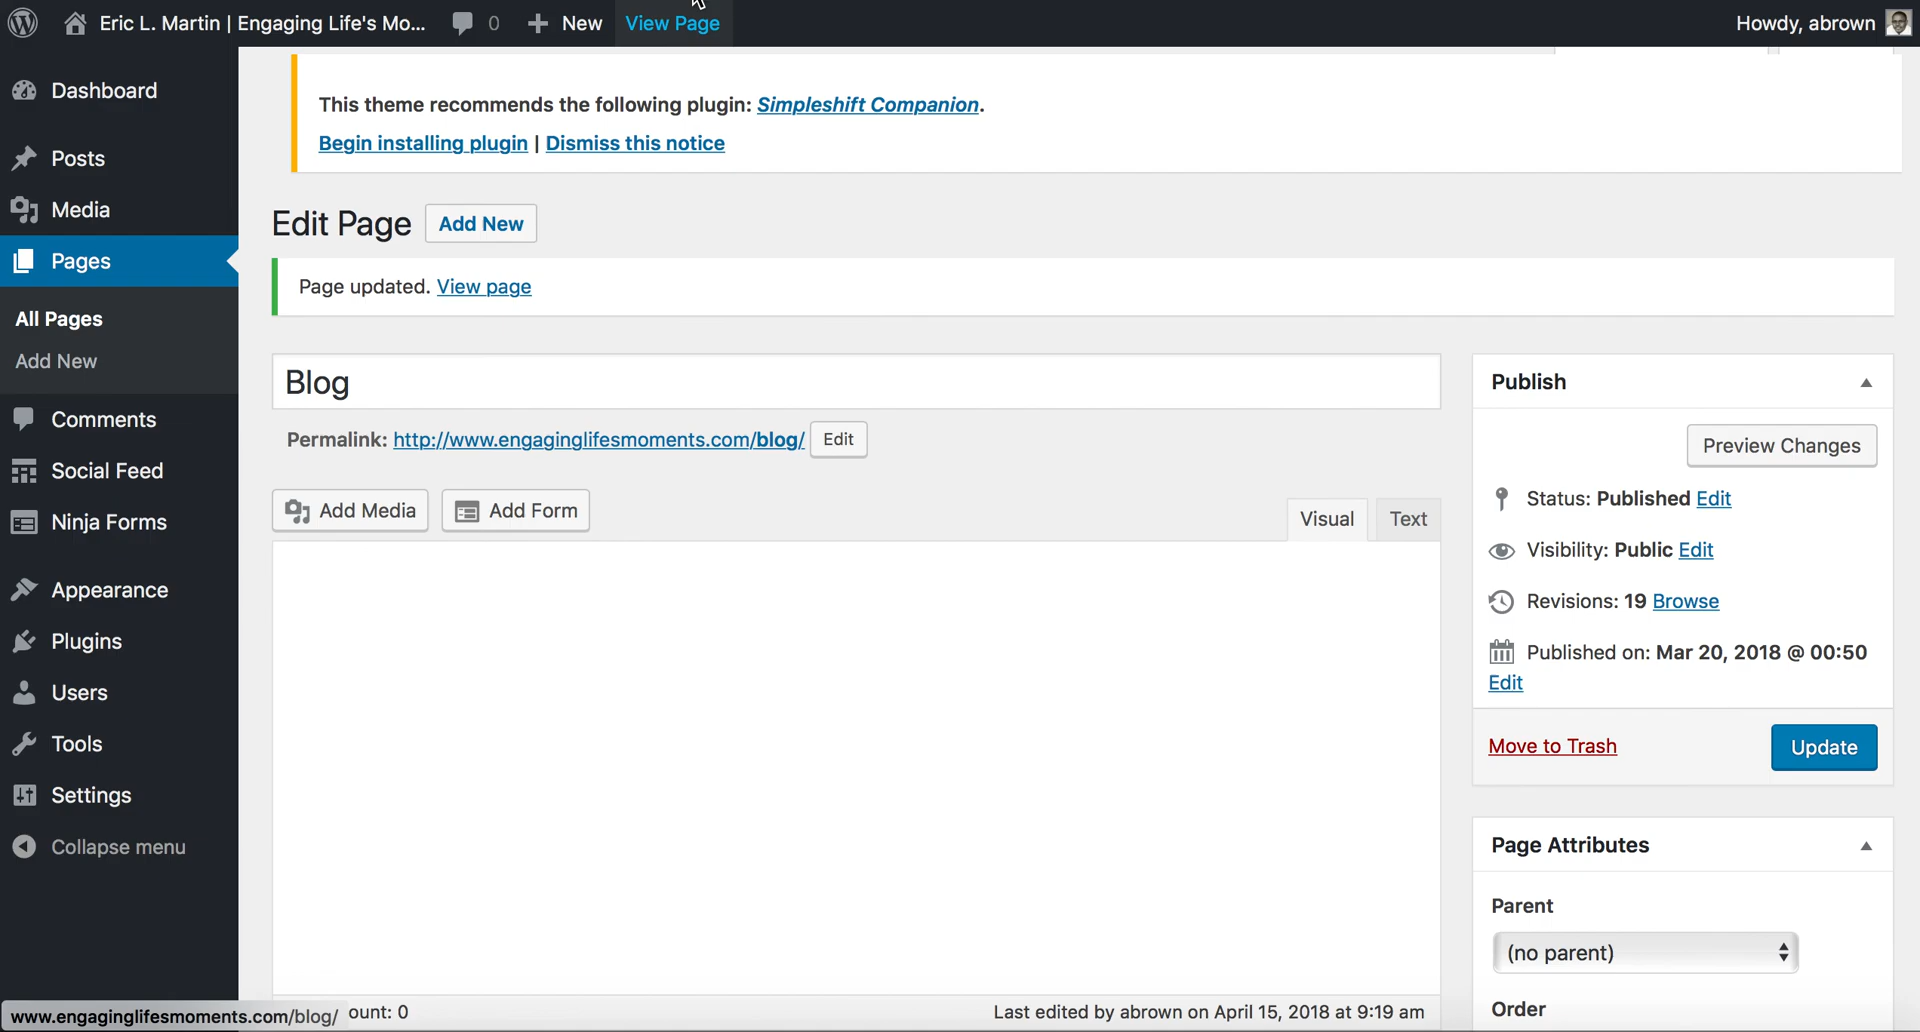 Eric L. Martin | Engaging Life's Mo... 0 New View Page Howdy, abrown
Dashboard
Posts
Media
Pages
All Pages
Add New
Comments
Social Feed
Ninja Forms
Appearance
Plugins
Users
Tools
Settings
Collapse menu
This theme recommends the following plugin: Simpleshift Companion.
Begin installing plugin | Dismiss this notice
Edit Page Add New
Page updated. View page
Blog
Permalink: http://www.engaginglifesmoments.com/blog/ Edit
Add Media Add Form
Visual Text
Publish
Preview Changes
Status: Published Edit
Visibility: Public Edit
Revisions: 19 Browse
Published on: Mar 20, 2018 @ 00:50
Edit
Move to Trash Update
Page Attributes
Parent
(no parent)
Order
www.engaginglifesmoments.com/blog/ ount: 0 Last edited by abrown on April 15, 2018 at 9:19 am